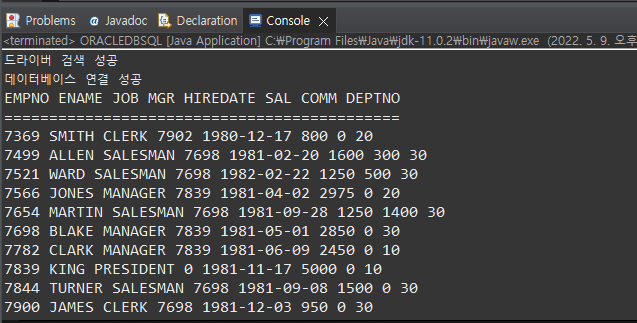 Problems Javadoc Declaration Console
<terminated> ORACLEDBSQL [Java Application] C:₩Program Files₩Java₩jdk-11.0.2₩bin₩javaw.exe (2022. 5. 9. 오후
드라이버 검색 성공
데이터베이스 연결 성공
EMPNO ENAME JOB MGR HIREDATE SAL COMM DEPTNO
============================================
7369 SMITH CLERK 7902 1980-12-17 800 0 20
7499 ALLEN SALESMAN 7698 1981-02-20 1600 300 30
7521 WARD SALESMAN 7698 1982-02-22 1250 500 30
7566 JONES MANAGER 7839 1981-04-02 2975 0 20
7654 MARTIN SALESMAN 7698 1981-09-28 1250 1400 30
7698 BLAKE MANAGER 7839 1981-05-01 2850 0 30
7782 CLARK MANAGER 7839 1981-06-09 2450 0 10
7839 KING PRESIDENT 0 1981-11-17 5000 0 10
7844 TURNER SALESMAN 7698 1981-09-08 1500 0 30
7900 JAMES CLERK 7698 1981-12-03 950 0 30